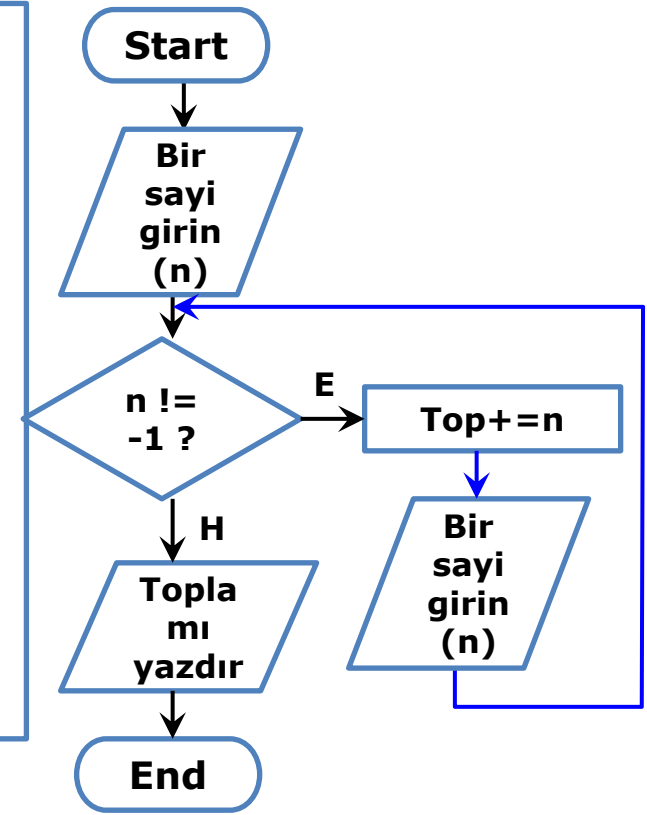 Start
Bir
sayi
girin
(n)
n !=
-1 ?
E
Top+=n
Bir
sayi
girin
(n)
H
Topla
mı
yazdır
End